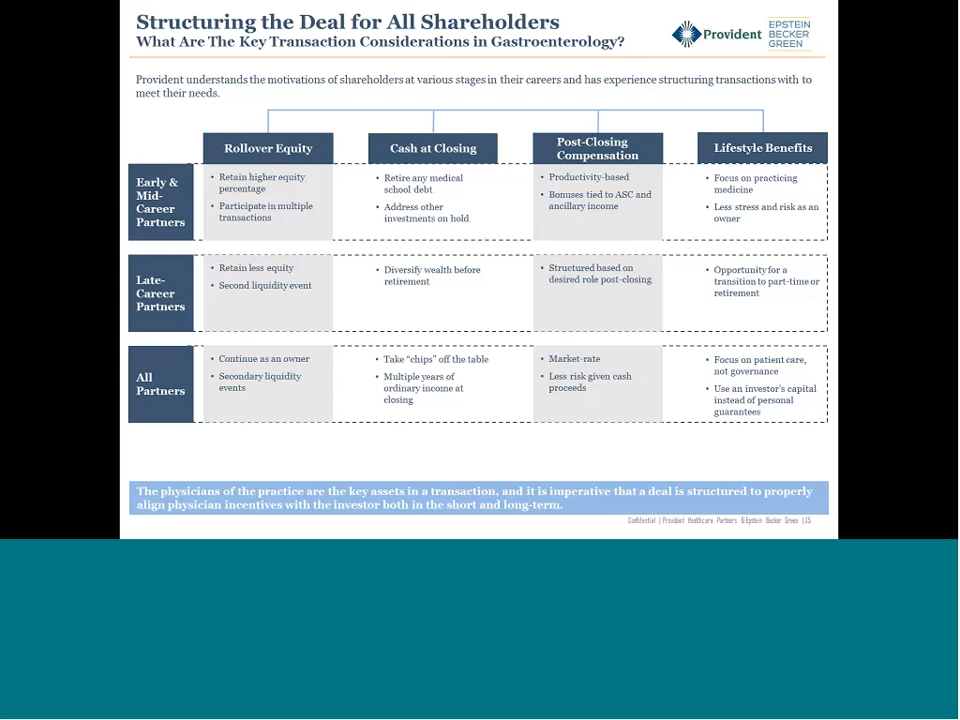 Structuring the Deal for All Shareholders
What Are The Key Transaction Considerations in Gastroenterology?
Provident
EPSTEIN
BECKER
GREEN
Provident understands the motivations of shareholders at various stages in their careers and has experience structuring transactions with to
meet their needs.
Rollover Equity
Cash at Closing
Post-Closing
Compensation
Lifestyle Benefits
Early &
Mid-
Career
Partners
• Retain higher equity
percentage
• Participate in multiple
transactions
• Retire any medical
school debt
• Address other
investments on hold
• Productivity-based
• Bonuses tied to ASC and
ancillary income
• Focus on practicing
medicine
• Less stress and risk as an
owner
Late-
Career
Partners
• Retain less equity
• Second liquidity event
• Diversify wealth before
retirement
• Structured based on
desired role post-closing
• Opportunity for a
transition to part-time or
retirement
All
Partners
• Continue as an owner
• Secondary liquidity
events
• Take “chips” off the table
• Multiple years of
ordinary income at
closing
• Market-rate
• Less risk given cash
proceeds
• Focus on patient care,
not governance
• Use an investor's capital
instead of personal
guarantees
The physicians of the practice are the key assets in a transaction, and it is imperative that a deal is structured to properly
align physician incentives with the investor both in the short and long-term.
Confidential | Provident Healthcare Partners & Epstein Becker Green | 15